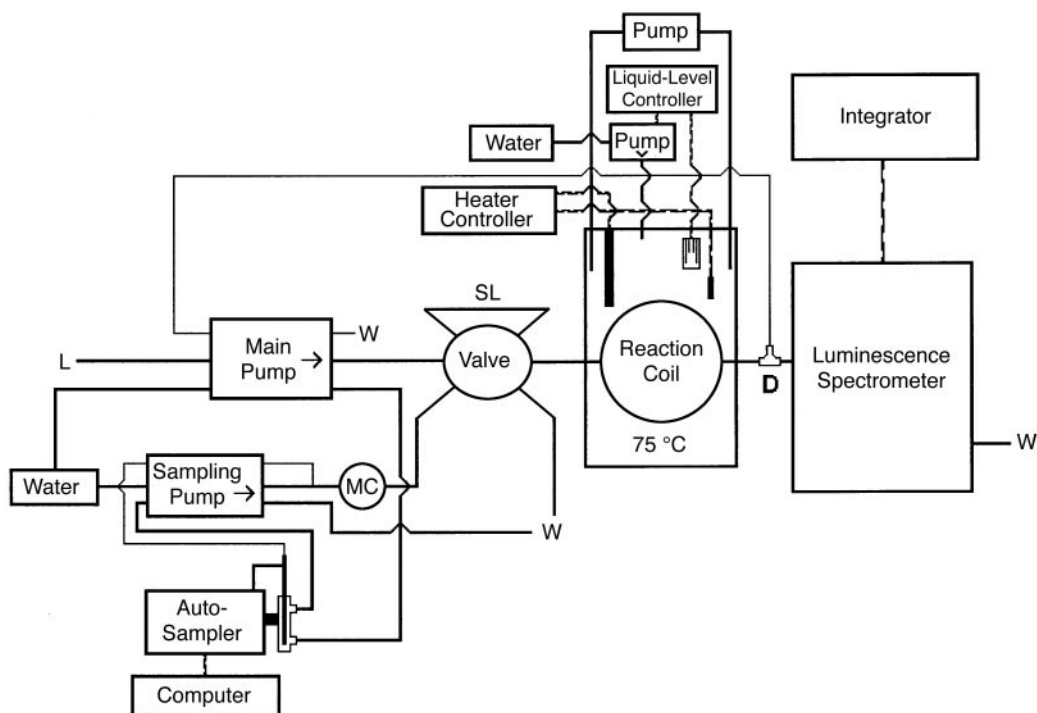 Pump
Liquid-Level
Controller
Water
Pump
Integrator
Heater
Controller
SL
W
L
Main
Pump
Valve
Reaction
Coil
Luminescence
Spectrometer
D
75 °C
W
Water
Sampling
Pump
MC
W
Auto-
Sampler
Computer